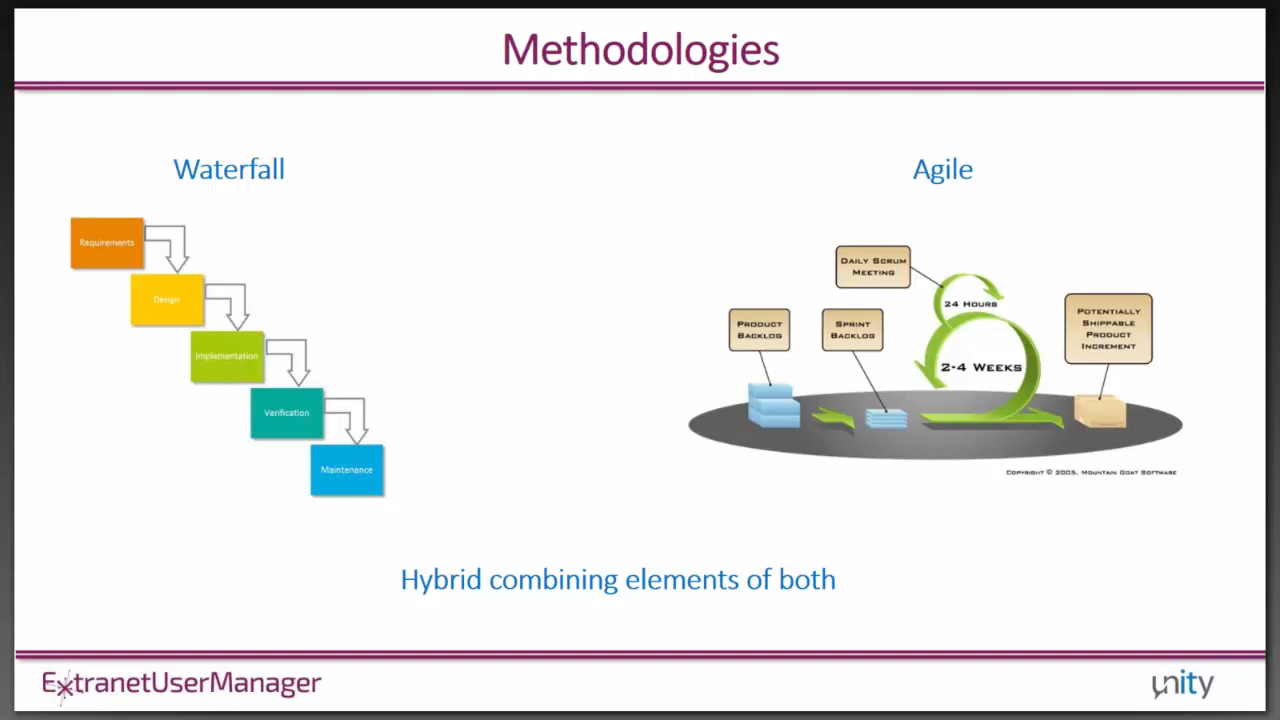 Methodologies
Waterfall
Agile
Requirements
Design
Implementation
Verification
Maintenance
DAILY SCRUM
MEETING
24 HOURS
PRODUCT
BACKLOG
SPRINT
BACKLOG
POTENTIALLY
SHIPPABLE
PRODUCT
INCREMENT
2-4 WEEKS
COPYRIGHT © 2005, MOUNTAIN GOAT SOFTWARE
Hybrid combining elements of both
ExtranetUserManager
unity